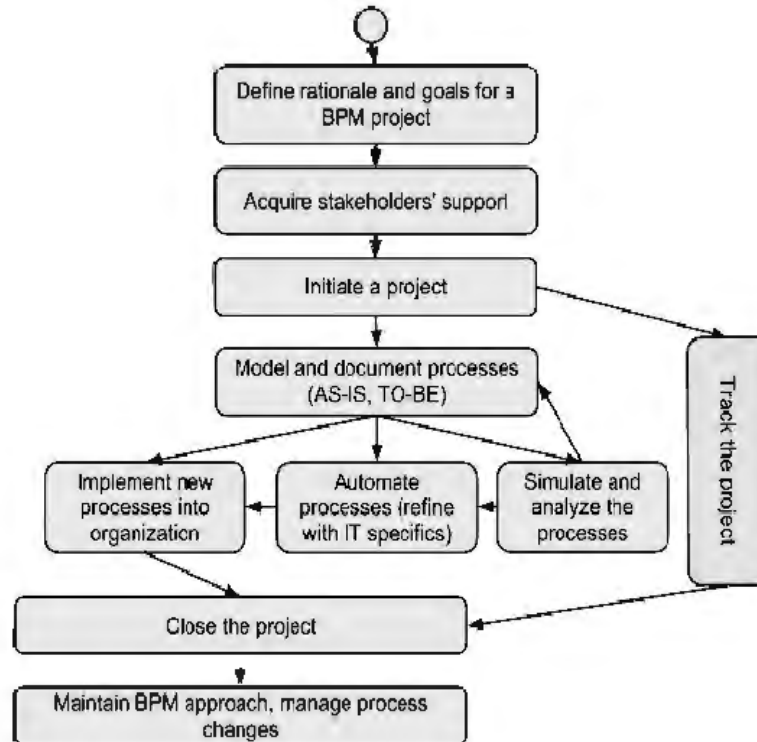 Define rationale and goals for a
BPM project
Acquire stakeholders' support
Initiate a project
Model and document processes
(AS-IS, TO-BE)
Track the project
Implement new
processes into
organization
Automate
processes (refine
with IT specifics)
Simulate and
analyze the
processes
Close the project
Maintain BPM approach, manage process
changes